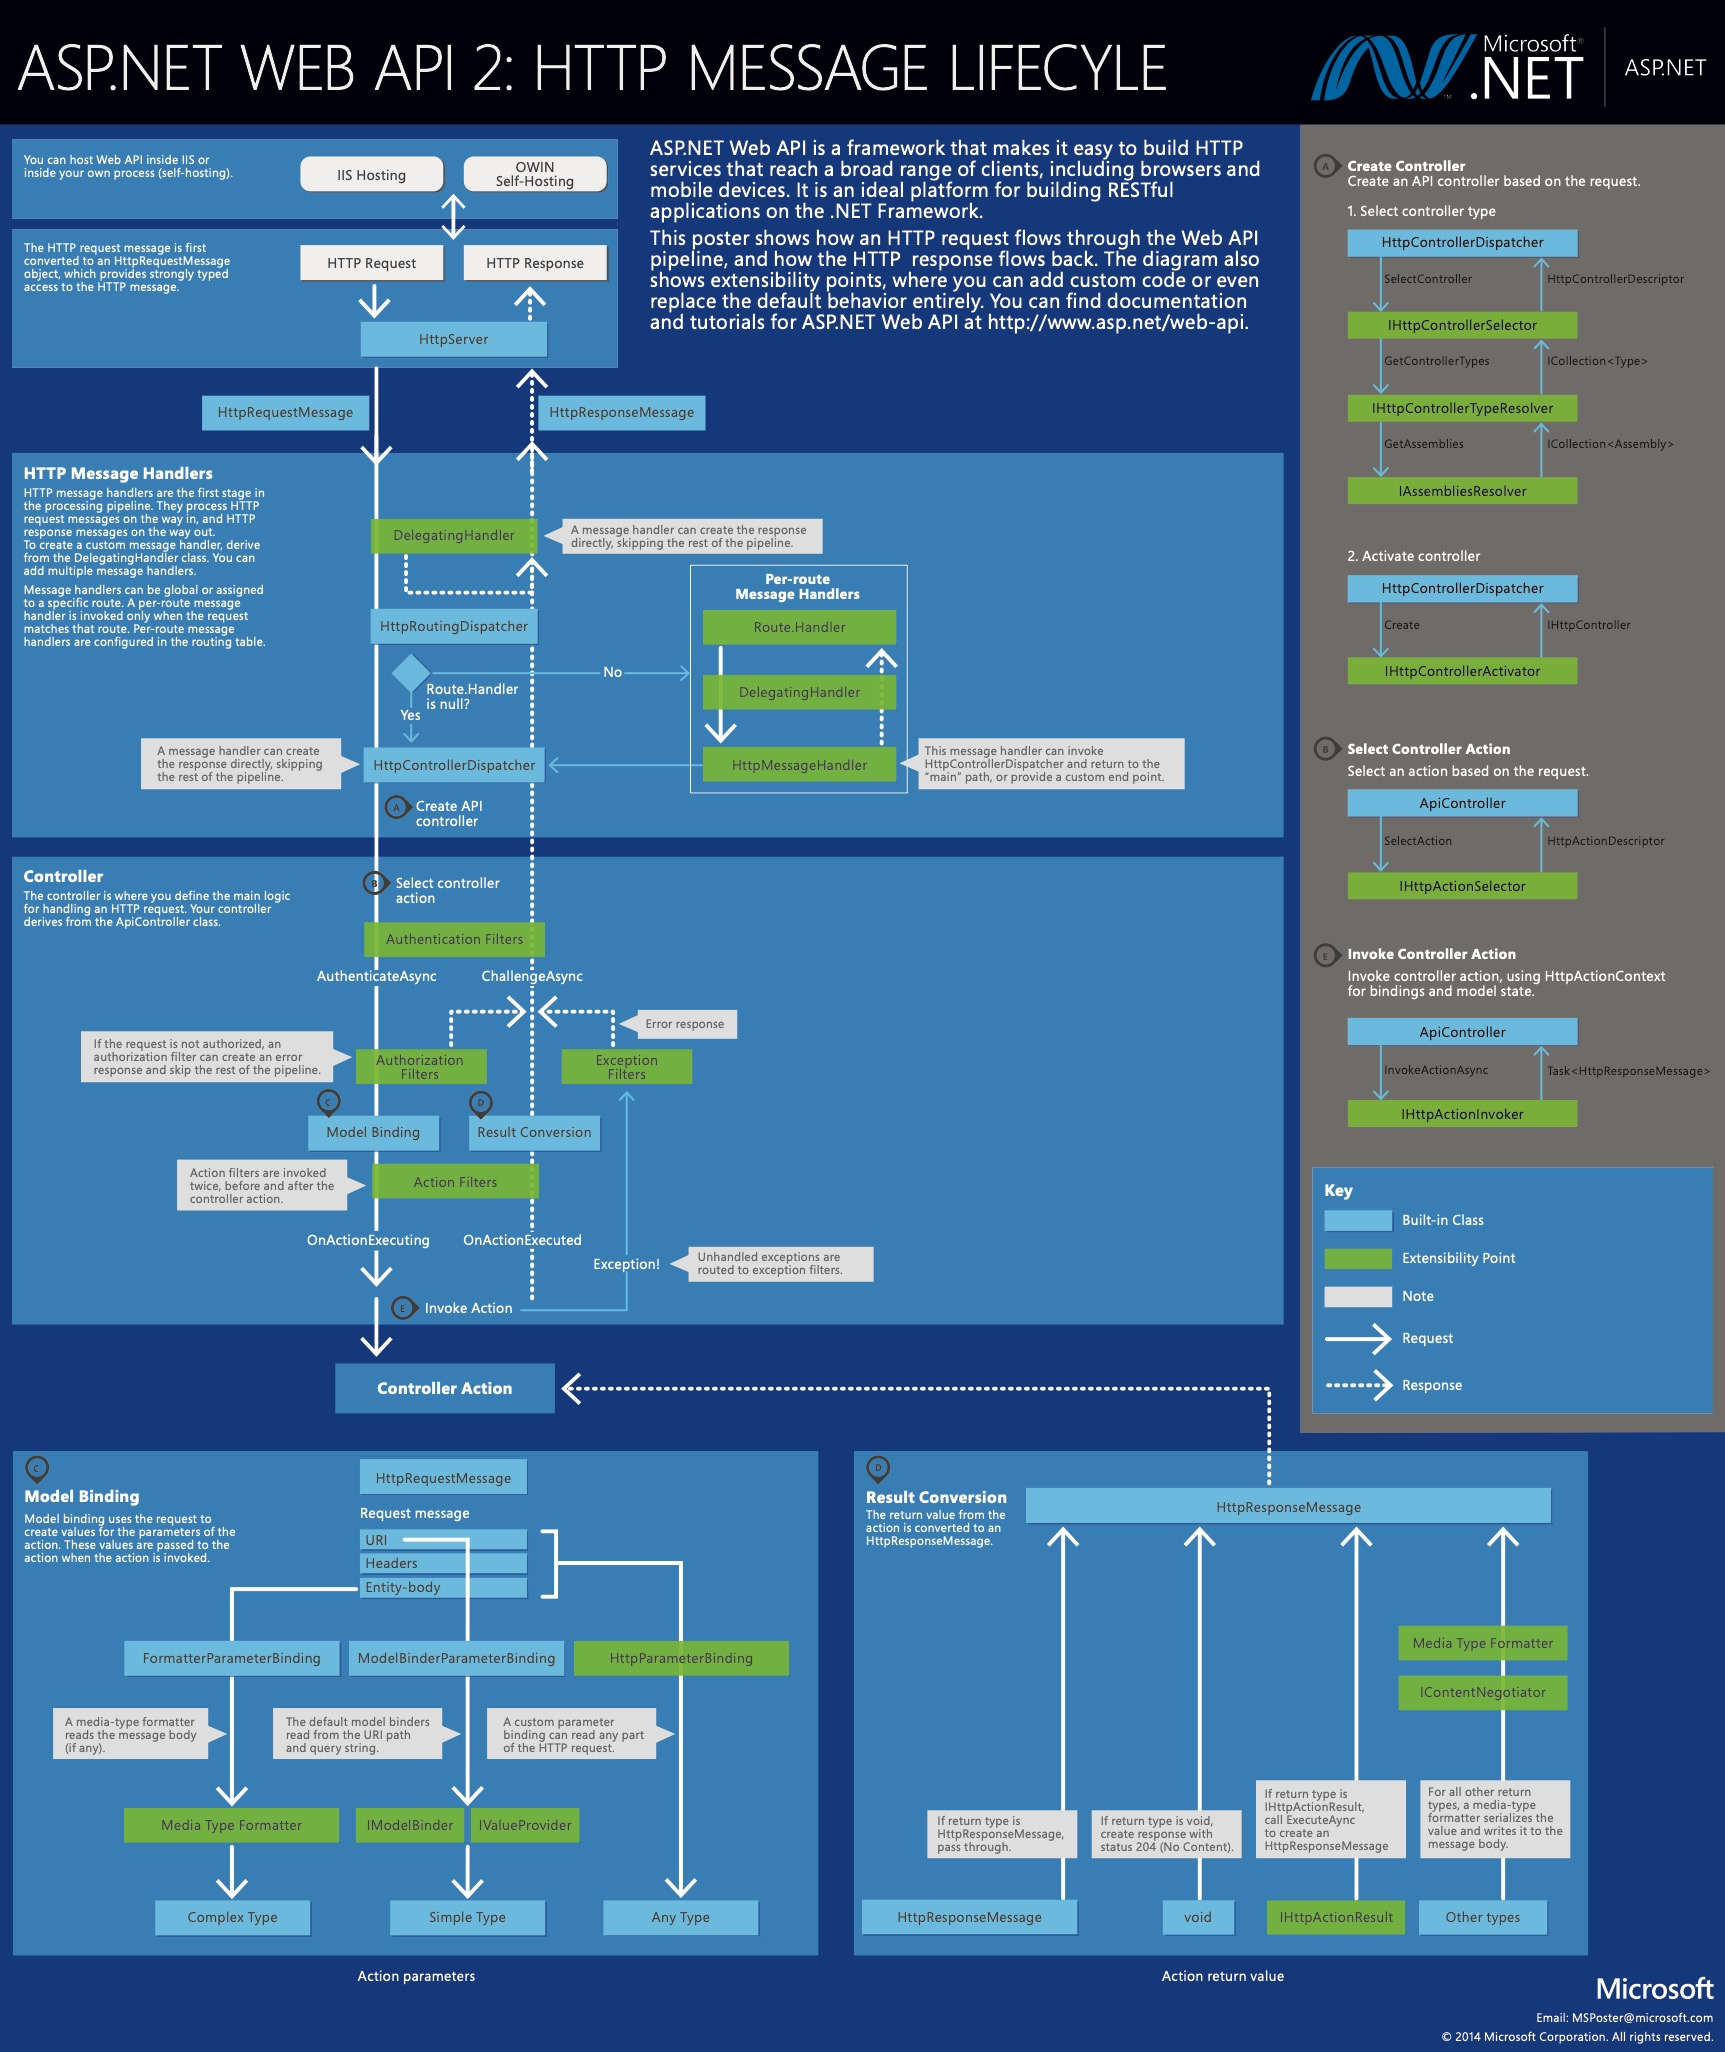 ASP.NET WEB API 2: HTTP MESSAGE LIFECYLE
Microsoft®
.NET
™
ASP.NET
You can host Web API inside IIS or
inside your own process (self-hosting).
IIS Hosting
OWIN
Self-Hosting
The HTTP request message is first
converted to an HttpRequestMessage
object, which provides strongly typed
access to the HTTP message.
HTTP Request
HTTP Response
HttpServer
ASP.NET Web API is a framework that makes it easy to build HTTP
services that reach a broad range of clients, including browsers and
mobile devices. It is an ideal platform for building RESTful
applications on the .NET Framework.
This poster shows how an HTTP request flows through the Web API
pipeline, and how the HTTP response flows back. The diagram also
shows extensibility points, where you can add custom code or even
replace the default behavior entirely. You can find documentation
and tutorials for ASP.NET Web API at http://www.asp.net/web-api.
HttpRequestMessage
HttpResponseMessage
HTTP Message Handlers
HTTP message handlers are the first stage in
the processing pipeline. They process HTTP
request messages on the way in, and HTTP
response messages on the way out.
To create a custom message handler, derive
from the DelegatingHandler class. You can
add multiple message handlers.
Message handlers can be global or assigned
to a specific route. A per-route message
handler is invoked only when the request
matches that route. Per-route message
handlers are configured in the routing table.
DelegatingHandler
A message handler can create the response
directly, skipping the rest of the pipeline.
HttpRoutingDispatcher
Route.Handler
is null?
No
Yes
Per-route
Message Handlers
Route.Handler
DelegatingHandler
HttpMessageHandler
This message handler can invoke
HttpControllerDispatcher and return to the
"main" path, or provide a custom end point.
A message handler can create
the response directly, skipping
the rest of the pipeline.
HttpControllerDispatcher
A
Create API
controller
Controller
The controller is where you define the main logic
for handling an HTTP request. Your controller
derives from the ApiController class.
B
Select controller
action
Authentication Filters
AuthenticateAsync
ChallengeAsync
Error response
If the request is not authorized, an
authorization filter can create an error
response and skip the rest of the pipeline.
Authorization
Filters
Exception
Filters
C
D
Model Binding
Result Conversion
Action filters are invoked
twice, before and after the
controller action.
Action Filters
OnActionExecuting
OnActionExecuted
Exception!
Unhandled exceptions are
routed to exception filters.
E
Invoke Action
Controller Action
A
Create Controller
Create an API controller based on the request.
1. Select controller type
HttpControllerDispatcher
SelectController
HttpControllerDescriptor
IHttpControllerSelector
GetControllerTypes
ICollection<Type>
IHttpControllerTypeResolver
GetAssemblies
ICollection<Assembly>
IAssembliesResolver
2. Activate controller
HttpControllerDispatcher
Create
IHttpController
IHttpControllerActivator
B
Select Controller Action
Select an action based on the request.
ApiController
SelectAction
HttpActionDescriptor
IHttpActionSelector
E
Invoke Controller Action
Invoke controller action, using HttpActionContext
for bindings and model state.
ApiController
InvokeActionAsync
Task<HttpResponseMessage>
IHttpActionInvoker
Key
Built-in Class
Extensibility Point
Note
Request
Response
C
Model Binding
Model binding uses the request to
create values for the parameters of the
action. These values are passed to the
action when the action is invoked.
HttpRequestMessage
Request message
URI
Headers
Entity-body
FormatterParameterBinding
ModelBinderParameterBinding
HttpParameterBinding
A media-type formatter
reads the message body
(if any).
The default model binders
read from the URI path
and query string.
A custom parameter
binding can read any part
of the HTTP request.
Media Type Formatter
IModelBinder
IValueProvider
Complex Type
Simple Type
Any Type
Action parameters
D
Result Conversion
The return value from the
action is converted to an
HttpResponseMessage.
HttpResponseMessage
Media Type Formatter
IContentNegotiator
If return type is
HttpResponseMessage,
pass through.
If return type is void,
create response with
status 204 (No Content).
If return type is
IHttpActionResult,
call ExecuteAync
to create an
HttpResponseMessage
For all other return
types, a media-type
formatter serializes the
value and writes it to the
message body.
HttpResponseMessage
void
IHttpActionResult
Other types
Action return value
Microsoft
Email: MSPoster@microsoft.com
© 2014 Microsoft Corporation. All rights reserved.